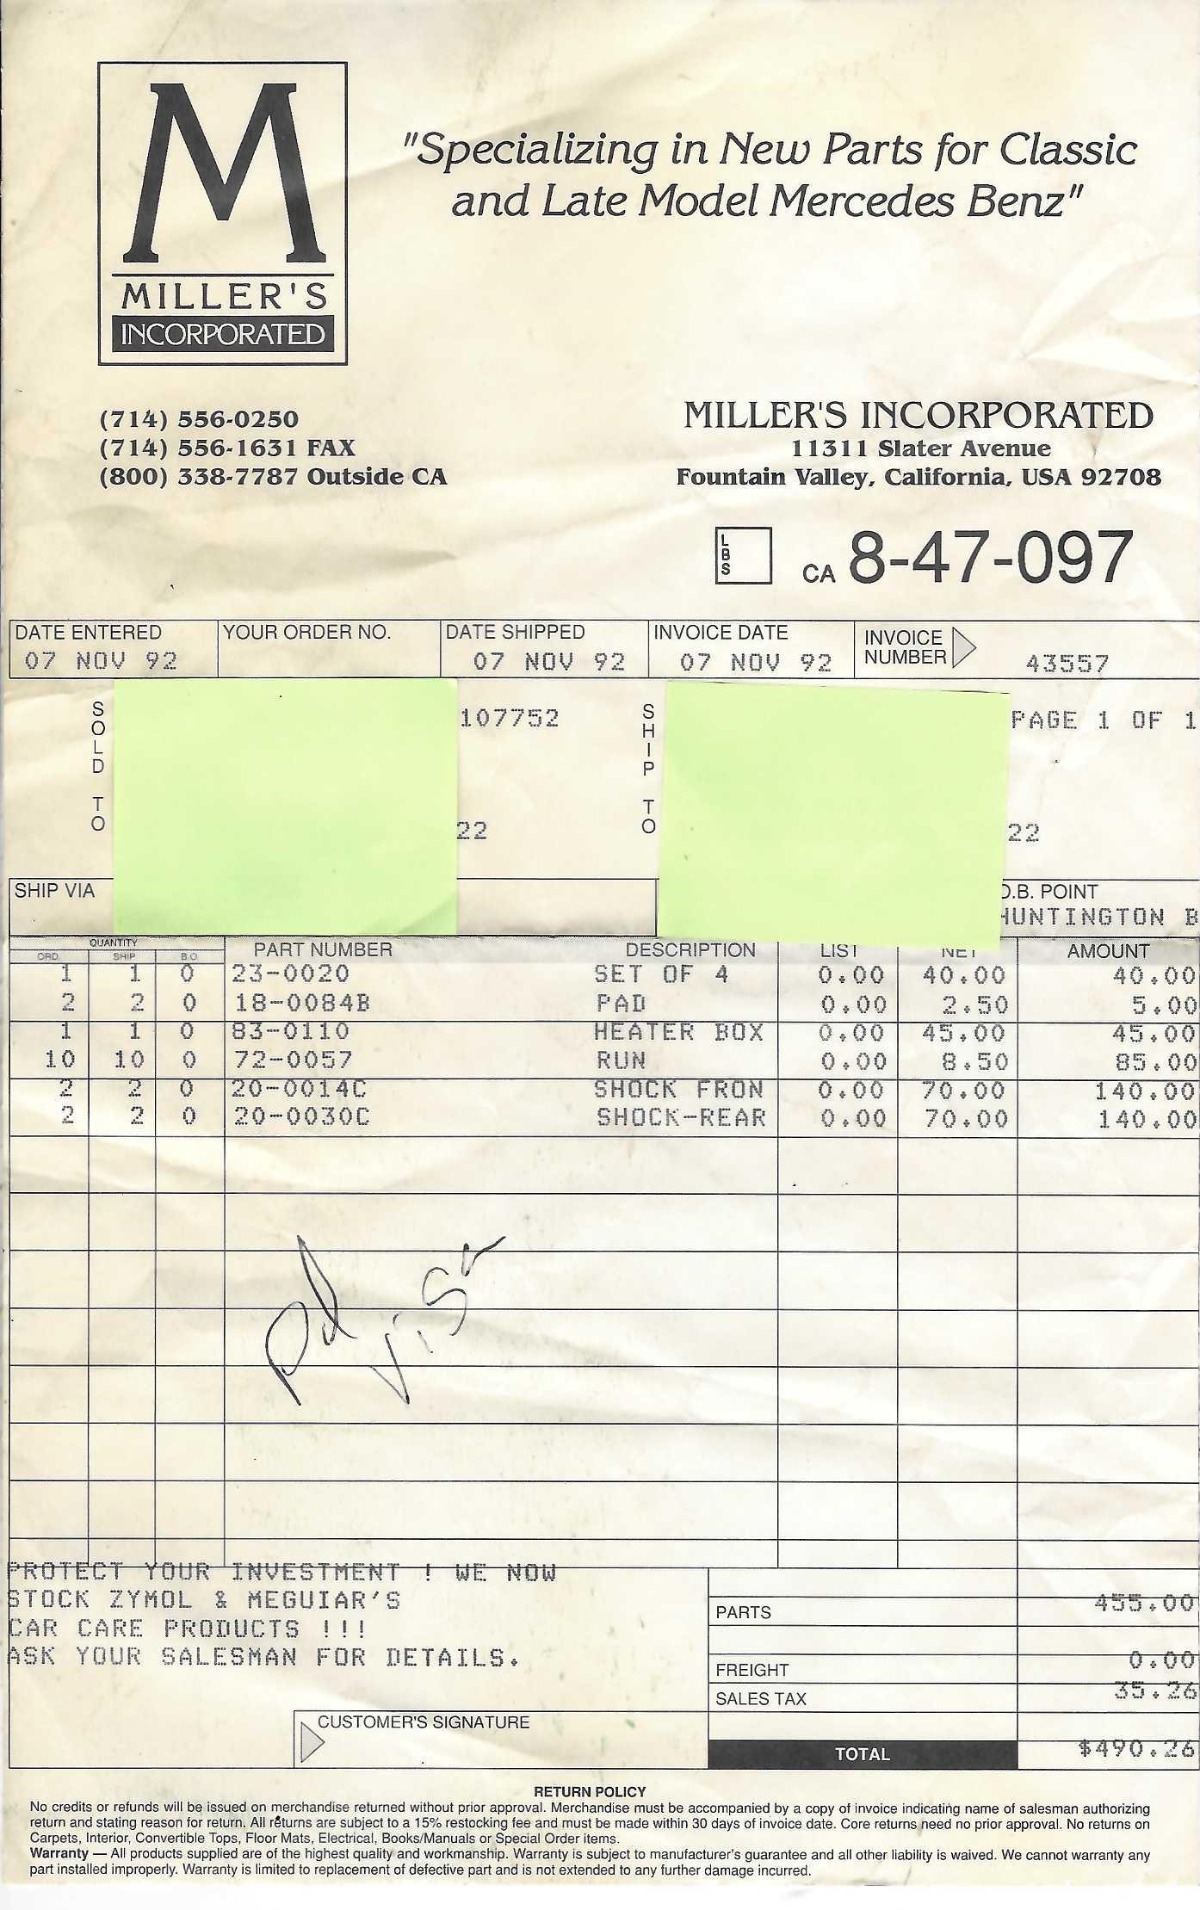 M
MILLER'S
INCORPORATED
"Specializing in New Parts for Classic
and Late Model Mercedes Benz"
(714) 556-0250
(714) 556-1631 FAX
(800) 338-7787 Outside CA
MILLER'S INCORPORATED
11311 Slater Avenue
Fountain Valley, California, USA 92708
LBS CA 8-47-097
DATE ENTERED YOUR ORDER NO. DATE SHIPPED INVOICE DATE INVOICE NUMBER
07 NOV 92 07 NOV 92 07 NOV 92 43557
SOLD TO 107752 SHIP TO PAGE 1 OF 1
22 22
SHIP VIA O.B. POINT
HUNTINGTON B
QUANTITY PART NUMBER DESCRIPTION LIST NET AMOUNT
ORD. SHIP B.O.
1 1 0 23-0020 SET OF 4 0.00 40.00 40.00
2 2 0 18-0084B PAD 0.00 2.50 5.00
1 1 0 83-0110 HEATER BOX 0.00 45.00 45.00
10 10 0 72-0057 RUN 0.00 8.50 85.00
2 2 0 20-0014C SHOCK FRON 0.00 70.00 140.00
2 2 0 20-0030C SHOCK-REAR 0.00 70.00 140.00
pd visa
PROTECT YOUR INVESTMENT ! WE NOW
STOCK ZYMOL & MEGUIAR'S
CAR CARE PRODUCTS !!!
ASK YOUR SALESMAN FOR DETAILS.
PARTS 455.00
FREIGHT 0.00
SALES TAX 35.26
CUSTOMER'S SIGNATURE
TOTAL $490.26
RETURN POLICY
No credits or refunds will be issued on merchandise returned without prior approval. Merchandise must be accompanied by a copy of invoice indicating name of salesman authorizing
return and stating reason for return. All returns are subject to a 15% restocking fee and must be made within 30 days of invoice date. Core returns need no prior approval. No returns on
Carpets, Interior, Convertible Tops, Floor Mats, Electrical, Books/Manuals or Special Order items.
Warranty — All products supplied are of the highest quality and workmanship. Warranty is subject to manufacturer's guarantee and all other liability is waived. We cannot warranty any
part installed improperly. Warranty is limited to replacement of defective part and is not extended to any further damage incurred.